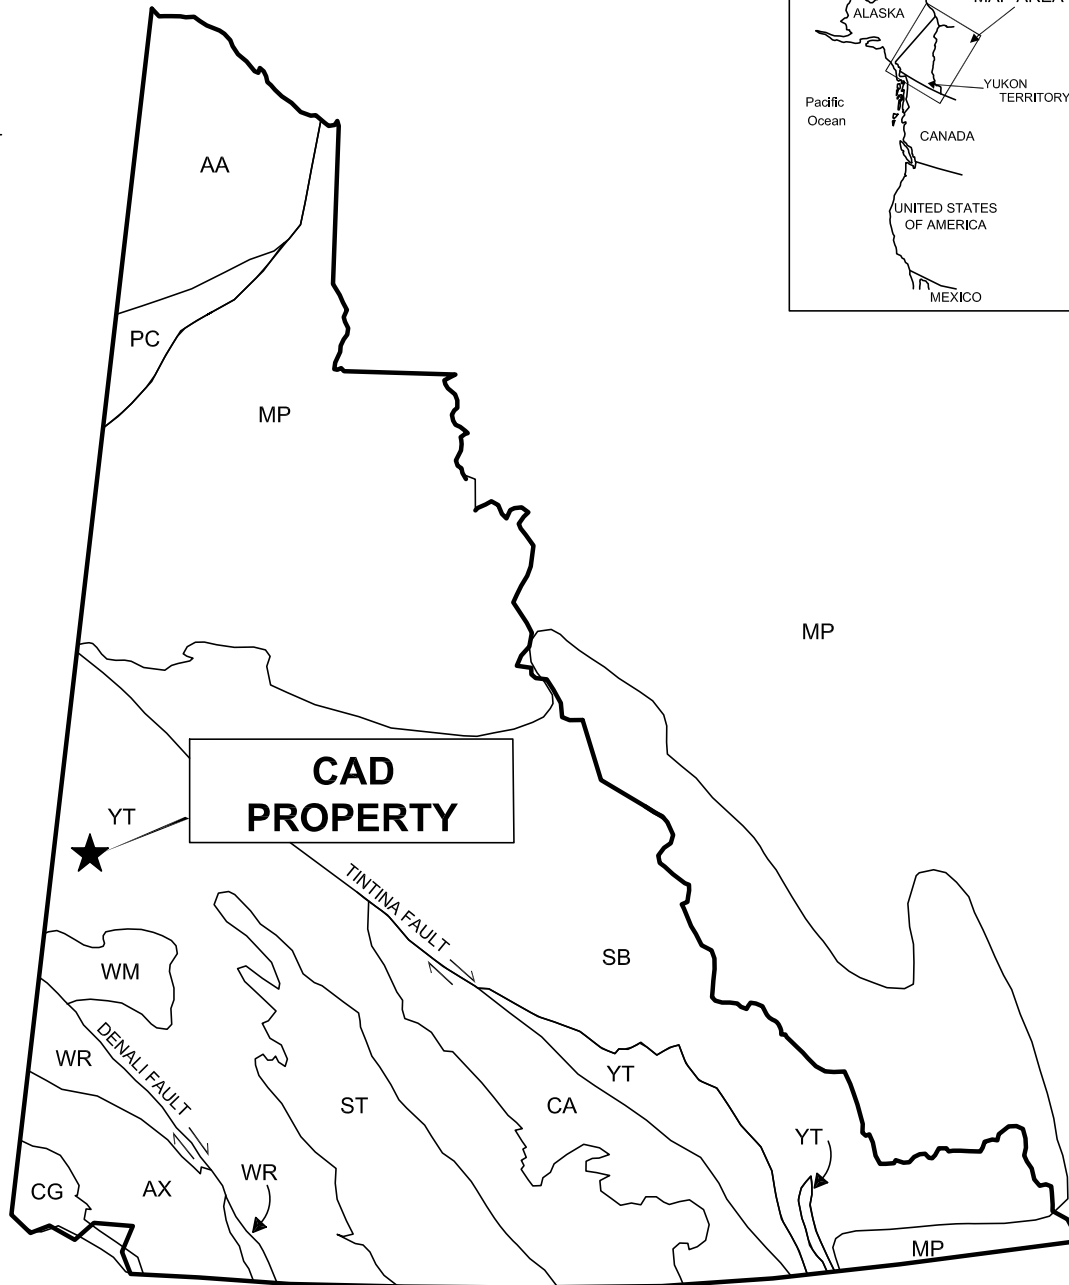 MAP AREA
ALASKA
YUKON
TERRITORY
Pacific
Ocean
CANADA
UNITED STATES
OF AMERICA
MEXICO
AA
PC
MP
MP
CAD
PROPERTY
YT
TINTINA FAULT
SB
WM
DENALI FAULT
WR
YT
ST
CA
YT
WR
CG
AX
MP